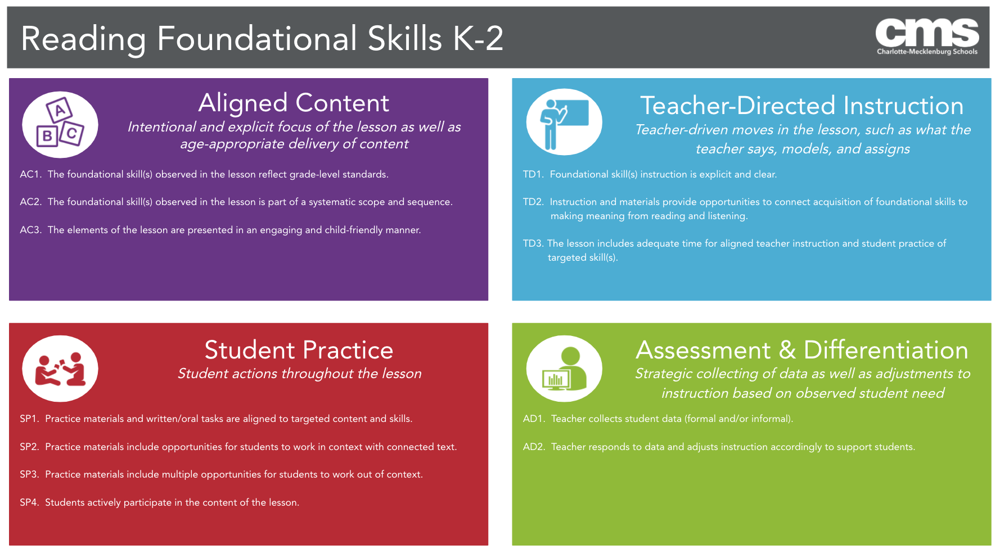 Reading Foundational Skills K-2
cms
Charlotte-Mecklenburg Schools
A
B
C
Aligned Content
Intentional and explicit focus of the lesson as well as
age-appropriate delivery of content
AC1. The foundational skill(s) observed in the lesson reflect grade-level standards.
AC2. The foundational skill(s) observed in the lesson is part of a systematic scope and sequence.
AC3. The elements of the lesson are presented in an engaging and child-friendly manner.
Teacher-Directed Instruction
Teacher-driven moves in the lesson, such as what the
teacher says, models, and assigns
TD1. Foundational skill(s) instruction is explicit and clear.
TD2. Instruction and materials provide opportunities to connect acquisition of foundational skills to
making meaning from reading and listening.
TD3. The lesson includes adequate time for aligned teacher instruction and student practice of
targeted skill(s).
Student Practice
Student actions throughout the lesson
SP1. Practice materials and written/oral tasks are aligned to targeted content and skills.
SP2. Practice materials include opportunities for students to work in context with connected text.
SP3. Practice materials include multiple opportunities for students to work out of context.
SP4. Students actively participate in the content of the lesson.
Assessment & Differentiation
Strategic collecting of data as well as adjustments to
instruction based on observed student need
AD1. Teacher collects student data (formal and/or informal).
AD2. Teacher responds to data and adjusts instruction accordingly to support students.